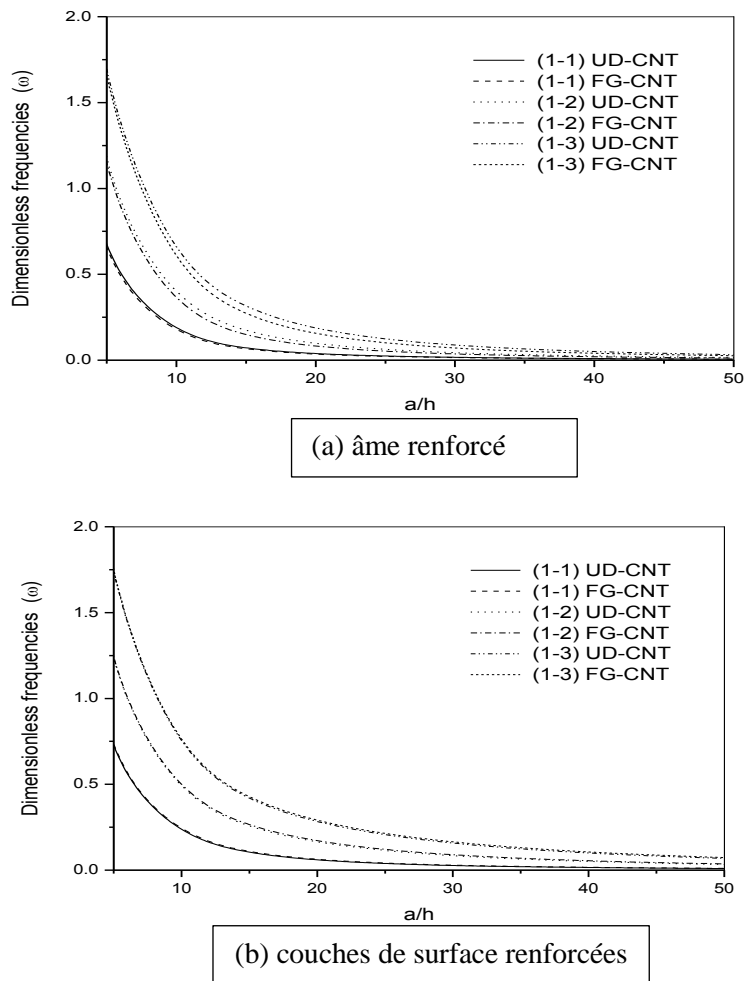 2.0
1.5
1.0
0.5
0.0
Dimensionless frequencies (ω)
(1-1) UD-CNT
(1-1) FG-CNT
(1-2) UD-CNT
(1-2) FG-CNT
(1-3) UD-CNT
(1-3) FG-CNT
10 20 30 40 50
a/h
(a) âme renforcé
2.0
1.5
1.0
0.5
0.0
Dimensionless frequencies (ω)
(1-1) UD-CNT
(1-1) FG-CNT
(1-2) UD-CNT
(1-2) FG-CNT
(1-3) UD-CNT
(1-3) FG-CNT
10 20 30 40 50
a/h
(b) couches de surface renforcées